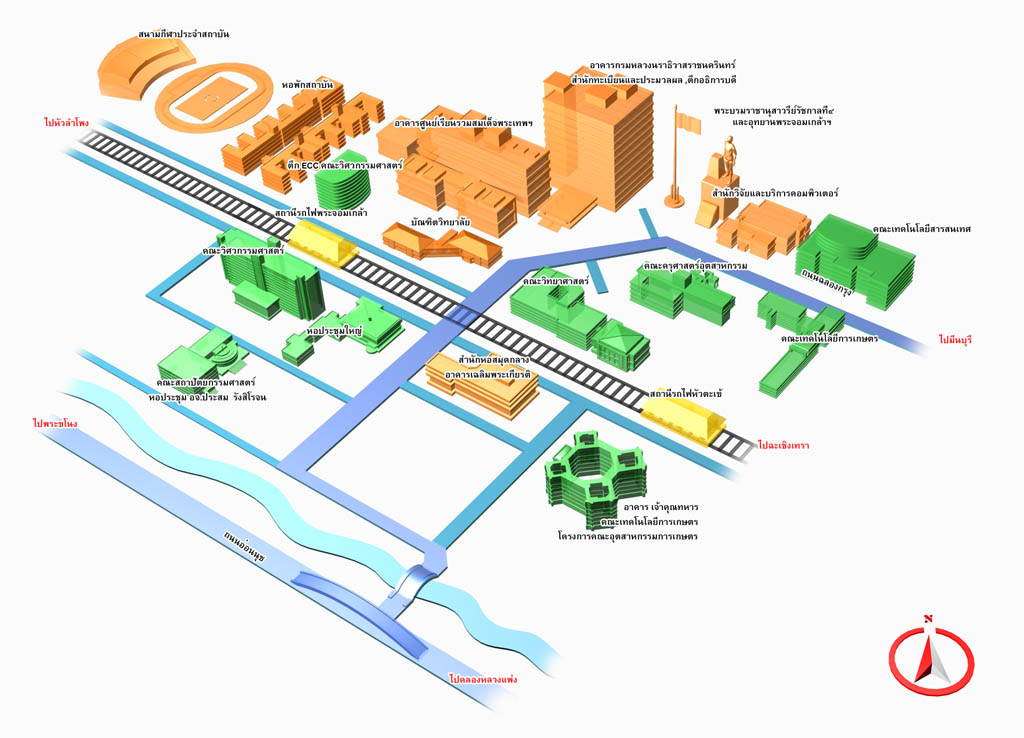 สนามกีฬาประจำสถาบัน
อาคารกรมหลวงนราธิวาสราชนครินทร์
สำนักทะเบียนและประมวลผล ,ตึกอธิการบดี
หอพักสถาบัน
พระบรมราชานุสาวรีย์รัชกาลที่๔
และอุทยานพระจอมเกล้าฯ
ไปหัวลำโพง
อาคารศูนย์เรียนรวมสมเด็จพระเทพฯ
ตึก ECC คณะวิศวกรรมศาสตร์
สำนักวิจัยและบริการคอมพิวเตอร์
สถานีรถไฟพระจอมเกล้า
บัณฑิตวิทยาลัย
คณะเทคโนโลยีสารสนเทศ
คณะวิศวกรรมศาสตร์
คณะครุศาสตร์อุตสาหกรรม
คณะวิทยาศาสตร์
ถนนฉลองกรุง
หอประชุมใหญ่
คณะเทคโนโลยีการเกษตร
ไปมีนบุรี
สำนักหอสมุดกลาง
อาคารเฉลิมพระเกียรติ
คณะสถาปัตยกรรมศาสตร์
หอประชุม อจ.ประสม รังสิโรจน์
สถานีรถไฟหัวตะเข้
ไปพระขโนง
ไปฉะเชิงเทรา
อาคาร เจ้าคุณทหาร
คณะเทคโนโลยีการเกษตร
โครงการคณะอุตสาหกรรมการเกษตร
ถนนอ่อนนุช
N
ไปคลองหลวงแพ่ง